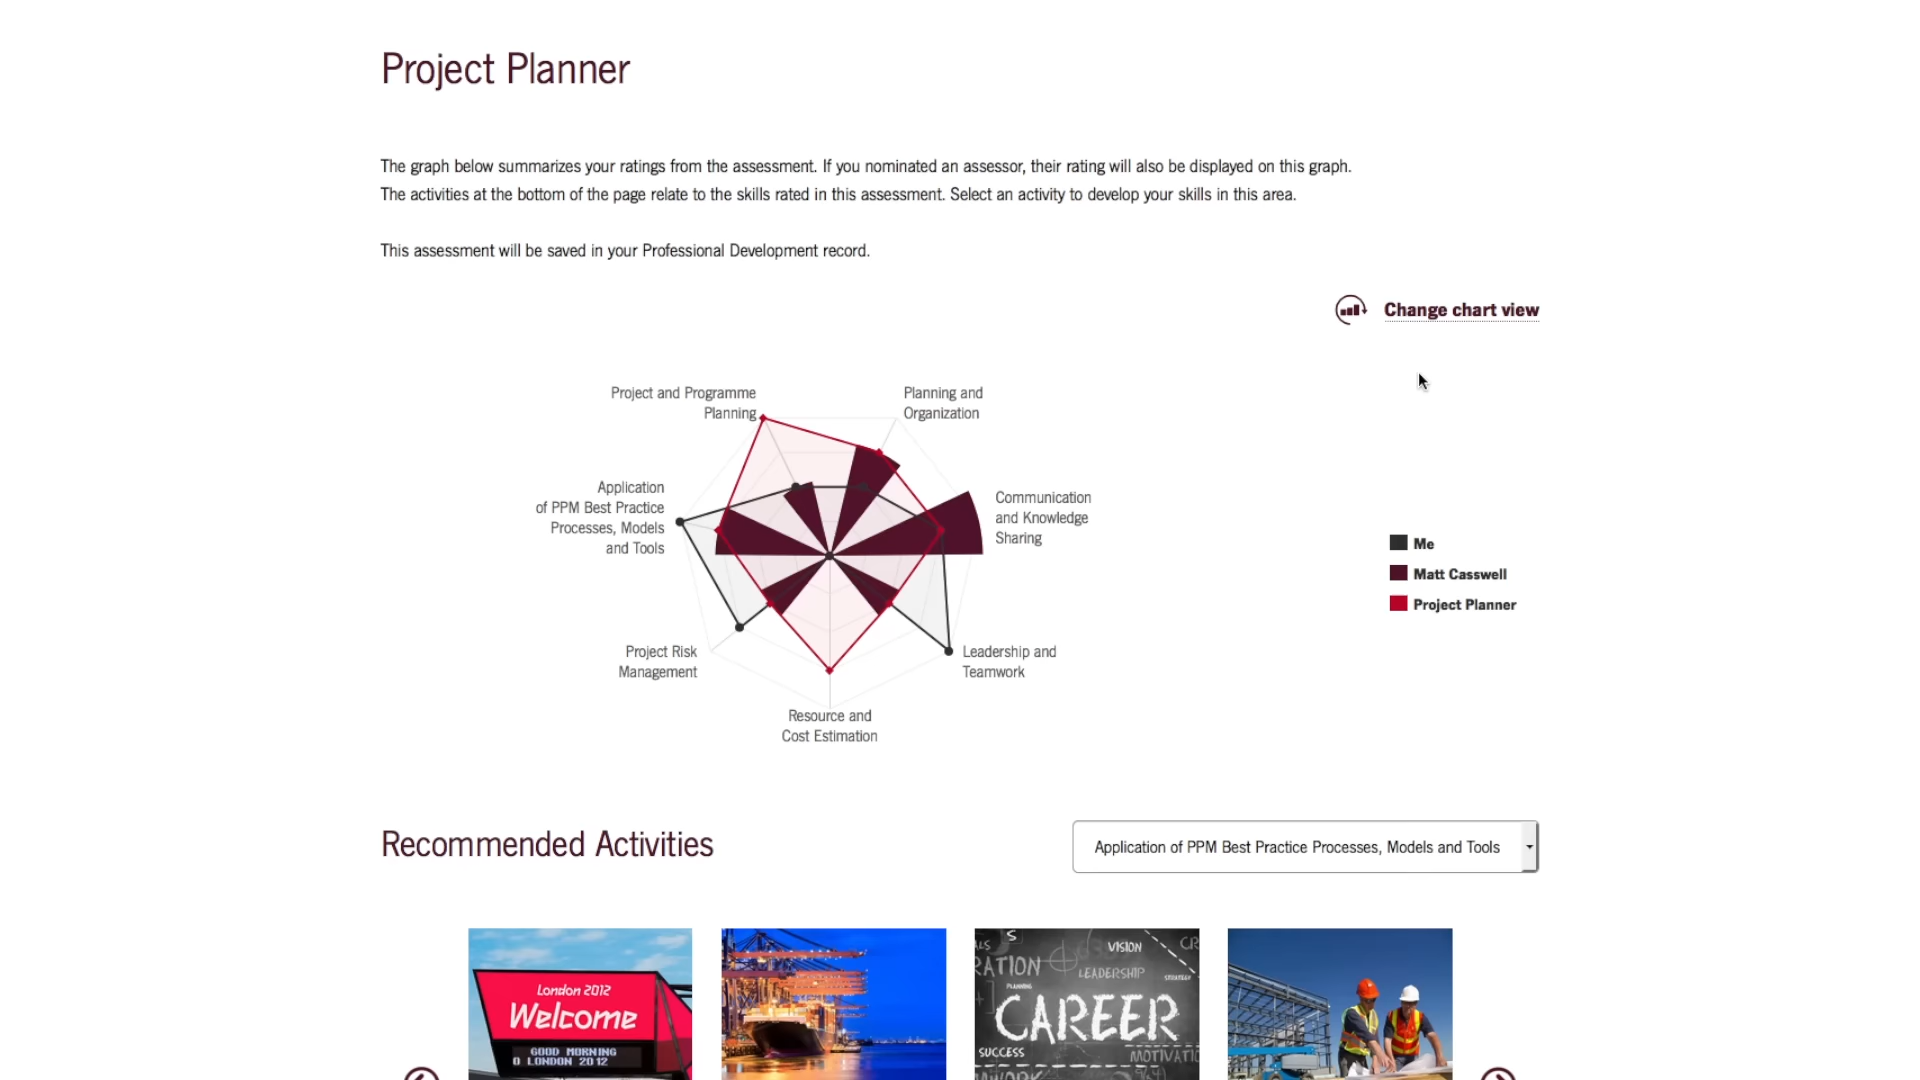 Project Planner
The graph below summarizes your ratings from the assessment. If you nominated an assessor, their rating will also be displayed on this graph.
The activities at the bottom of the page relate to the skills rated in this assessment. Select an activity to develop your skills in this area.
This assessment will be saved in your Professional Development record.
Change chart view
Project and Programme
Planning
Planning and
Organization
Application
of PPM Best Practice
Processes, Models
and Tools
Communication
and Knowledge
Sharing
Me
Matt Casswell
Project Planner
Project Risk
Management
Leadership and
Teamwork
Resource and
Cost Estimation
Recommended Activities
Application of PPM Best Practice Processes, Models and Tools
London 2012
Welcome
GOOD MORNING
O LONDON 2012
VISION
LEADERSHIP
STRATEGY
PLANNING
CAREER
SUCCESS